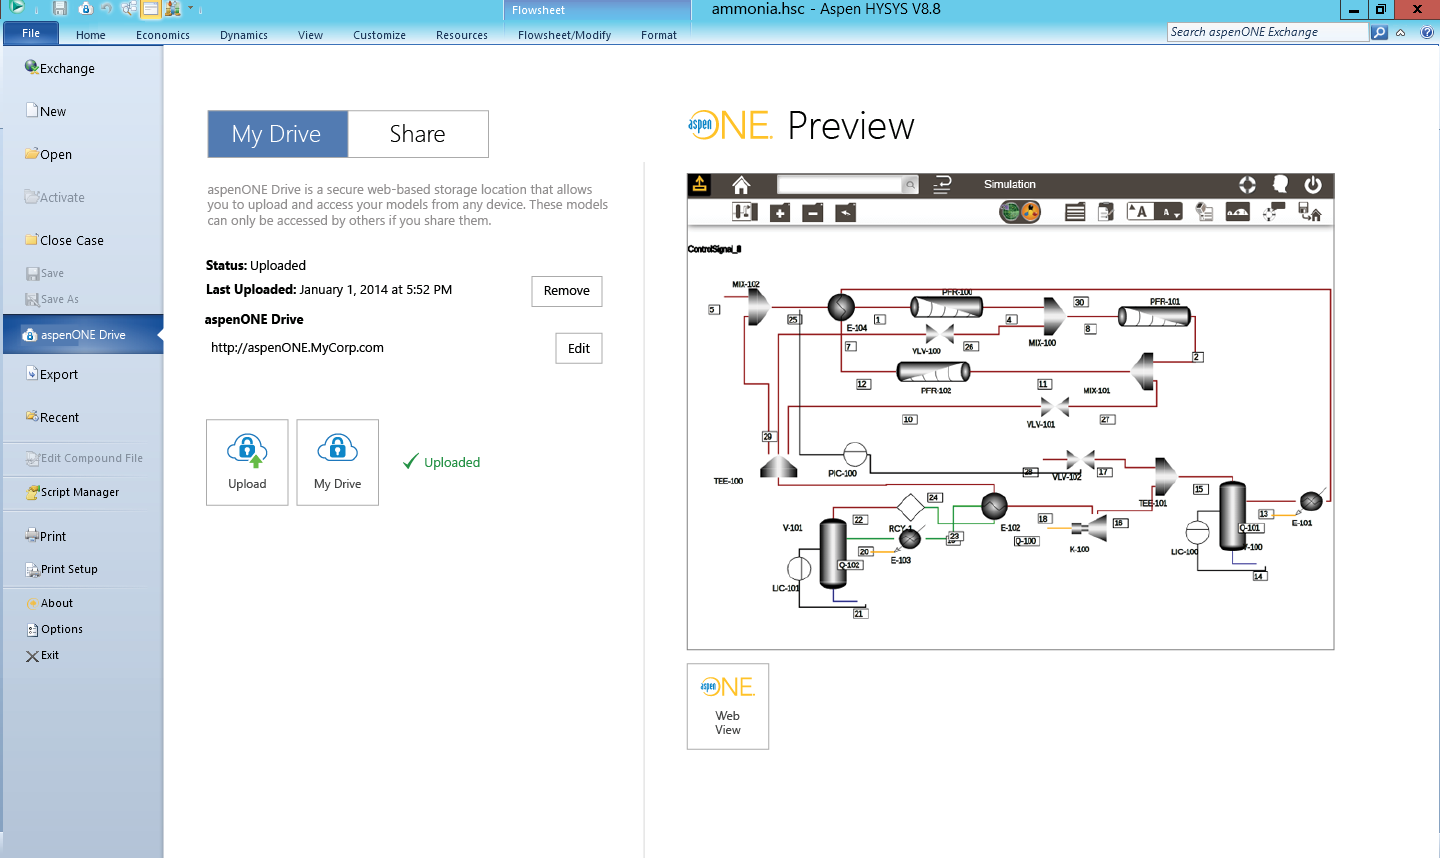 Flowsheet
ammonia.hsc - Aspen HYSYS V8.8
File
Home
Economics
Dynamics
View
Customize
Resources
Flowsheet/Modify
Format
Search aspenONE Exchange
Exchange
New
Open
Activate
Close Case
Save
Save As
aspenONE Drive
Export
Recent
Edit Compound File
Script Manager
Print
Print Setup
About
Options
Exit
My Drive
Share
aspenONE Drive is a secure web-based storage location that allows
you to upload and access your models from any device. These models
can only be accessed by others if you share them.
Status: Uploaded
Last Uploaded: January 1, 2014 at 5:52 PM
Remove
aspenONE Drive
http://aspenONE.MyCorp.com
Edit
Upload
My Drive
Uploaded
aspen ONE. Preview
Simulation
A
A
MIX-102
5
25
E-104
1
PFR-100
4
30
8
PFR-101
7
VLV-100
26
MIX-100
2
12
PFR-102
11
MIX-101
10
VLV-101
27
29
TEE-100
PIC-100
28
VLV-102
17
TEE-101
15
24
22
RCY-1
23
E-102
18
Q-100
K-100
16
V-101
20
E-103
Q-102
LIC-101
21
LIC-100
Q-101
13
E-101
14
aspen ONE.
Web
View